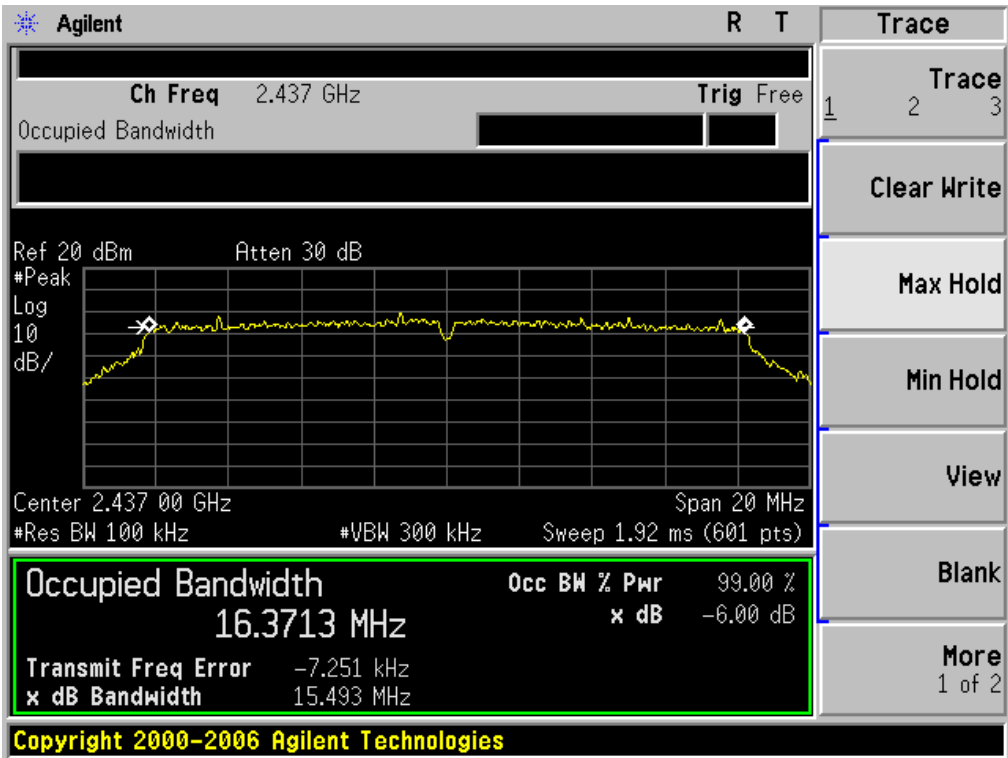 Agilent R T
Trace
Ch Freq 2.437 GHz Trig Free
Occupied Bandwidth
Trace
1 2 3
Clear Write
Max Hold
Min Hold
View
Blank
More
1 of 2
Ref 20 dBm Atten 30 dB
#Peak
Log
10
dB/
Center 2.437 00 GHz Span 20 MHz
#Res BW 100 kHz #VBW 300 kHz Sweep 1.92 ms (601 pts)
Occupied Bandwidth
16.3713 MHz
Occ BW % Pwr 99.00 %
x dB -6.00 dB
Transmit Freq Error -7.251 kHz
x dB Bandwidth 15.493 MHz
Copyright 2000-2006 Agilent Technologies